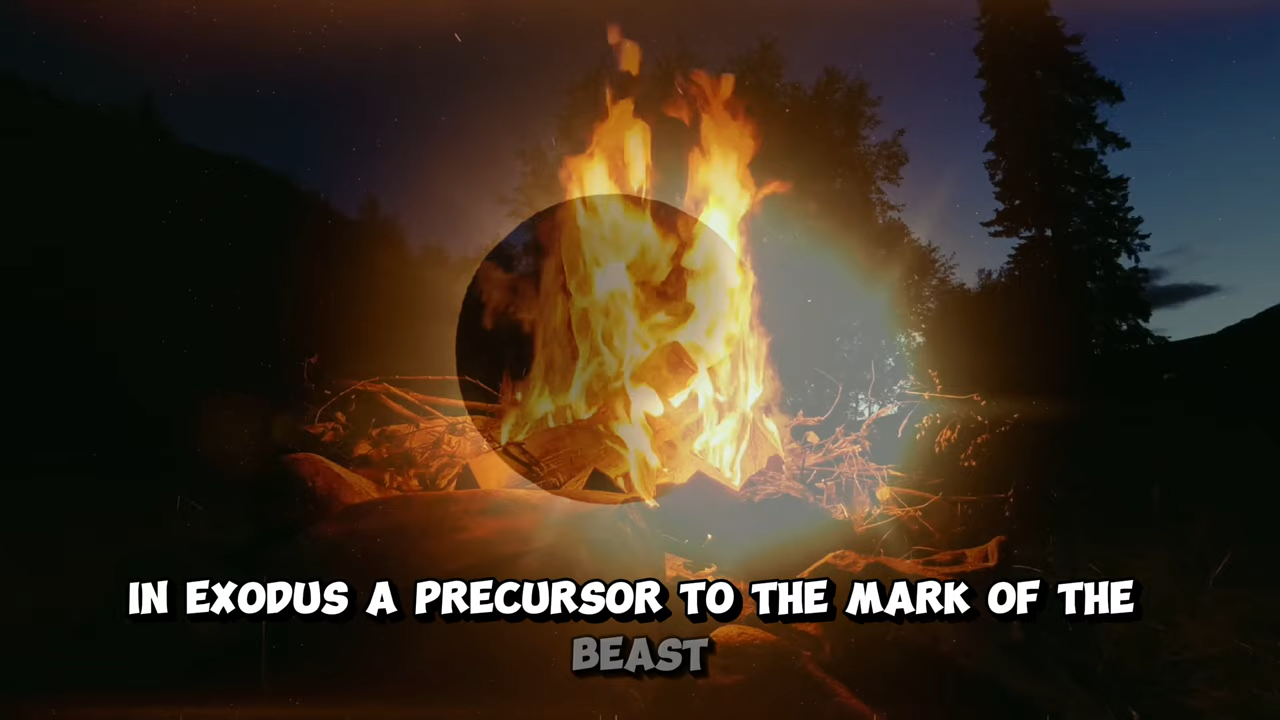 IN EXODUS A PRECURSOR TO THE MARK OF THE
BEAST